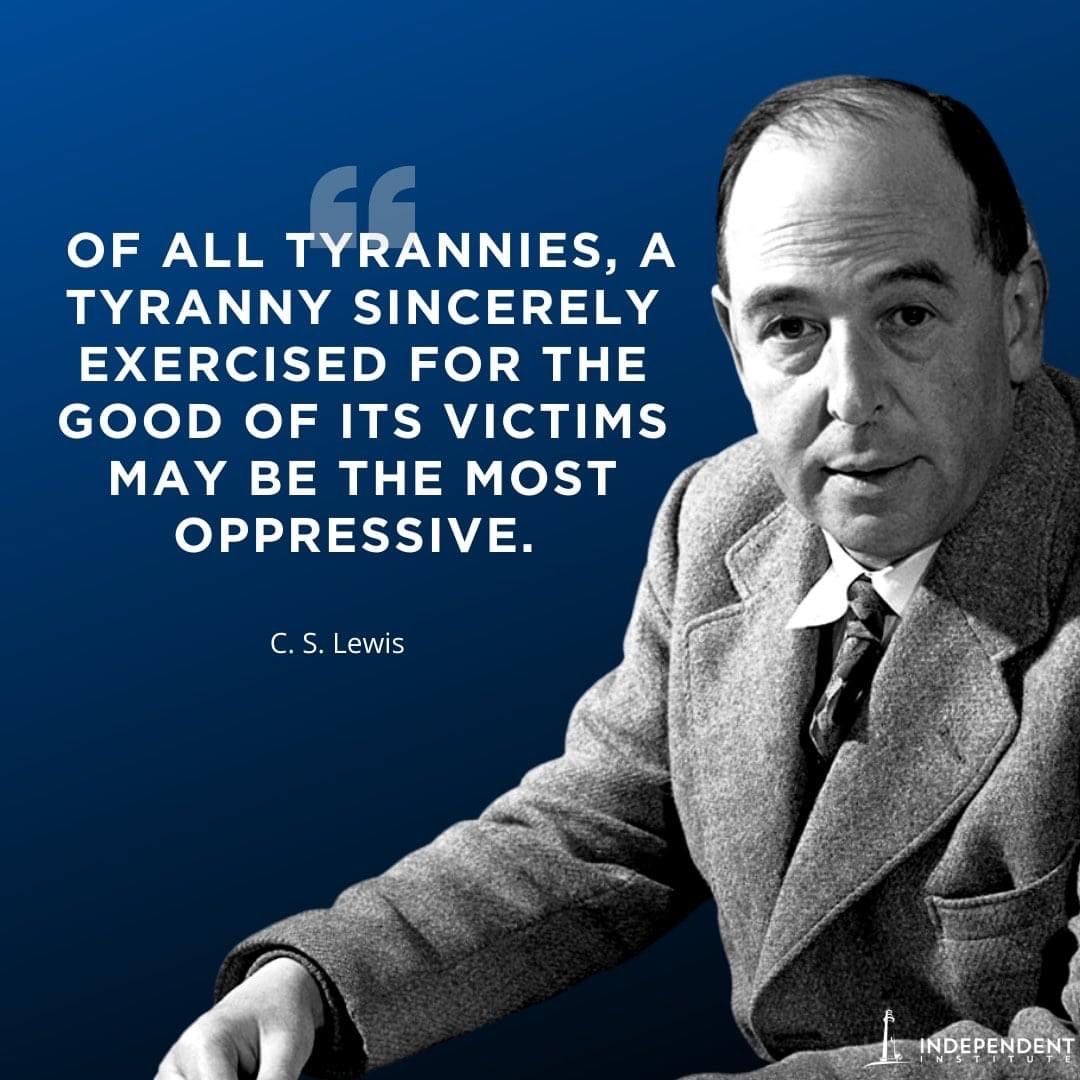 “
OF ALL TYRANNIES, A
TYRANNY SINCERELY
EXERCISED FOR THE
GOOD OF ITS VICTIMS
MAY BE THE MOST
OPPRESSIVE.
C. S. Lewis
INDEPENDENT
INSTITUTE